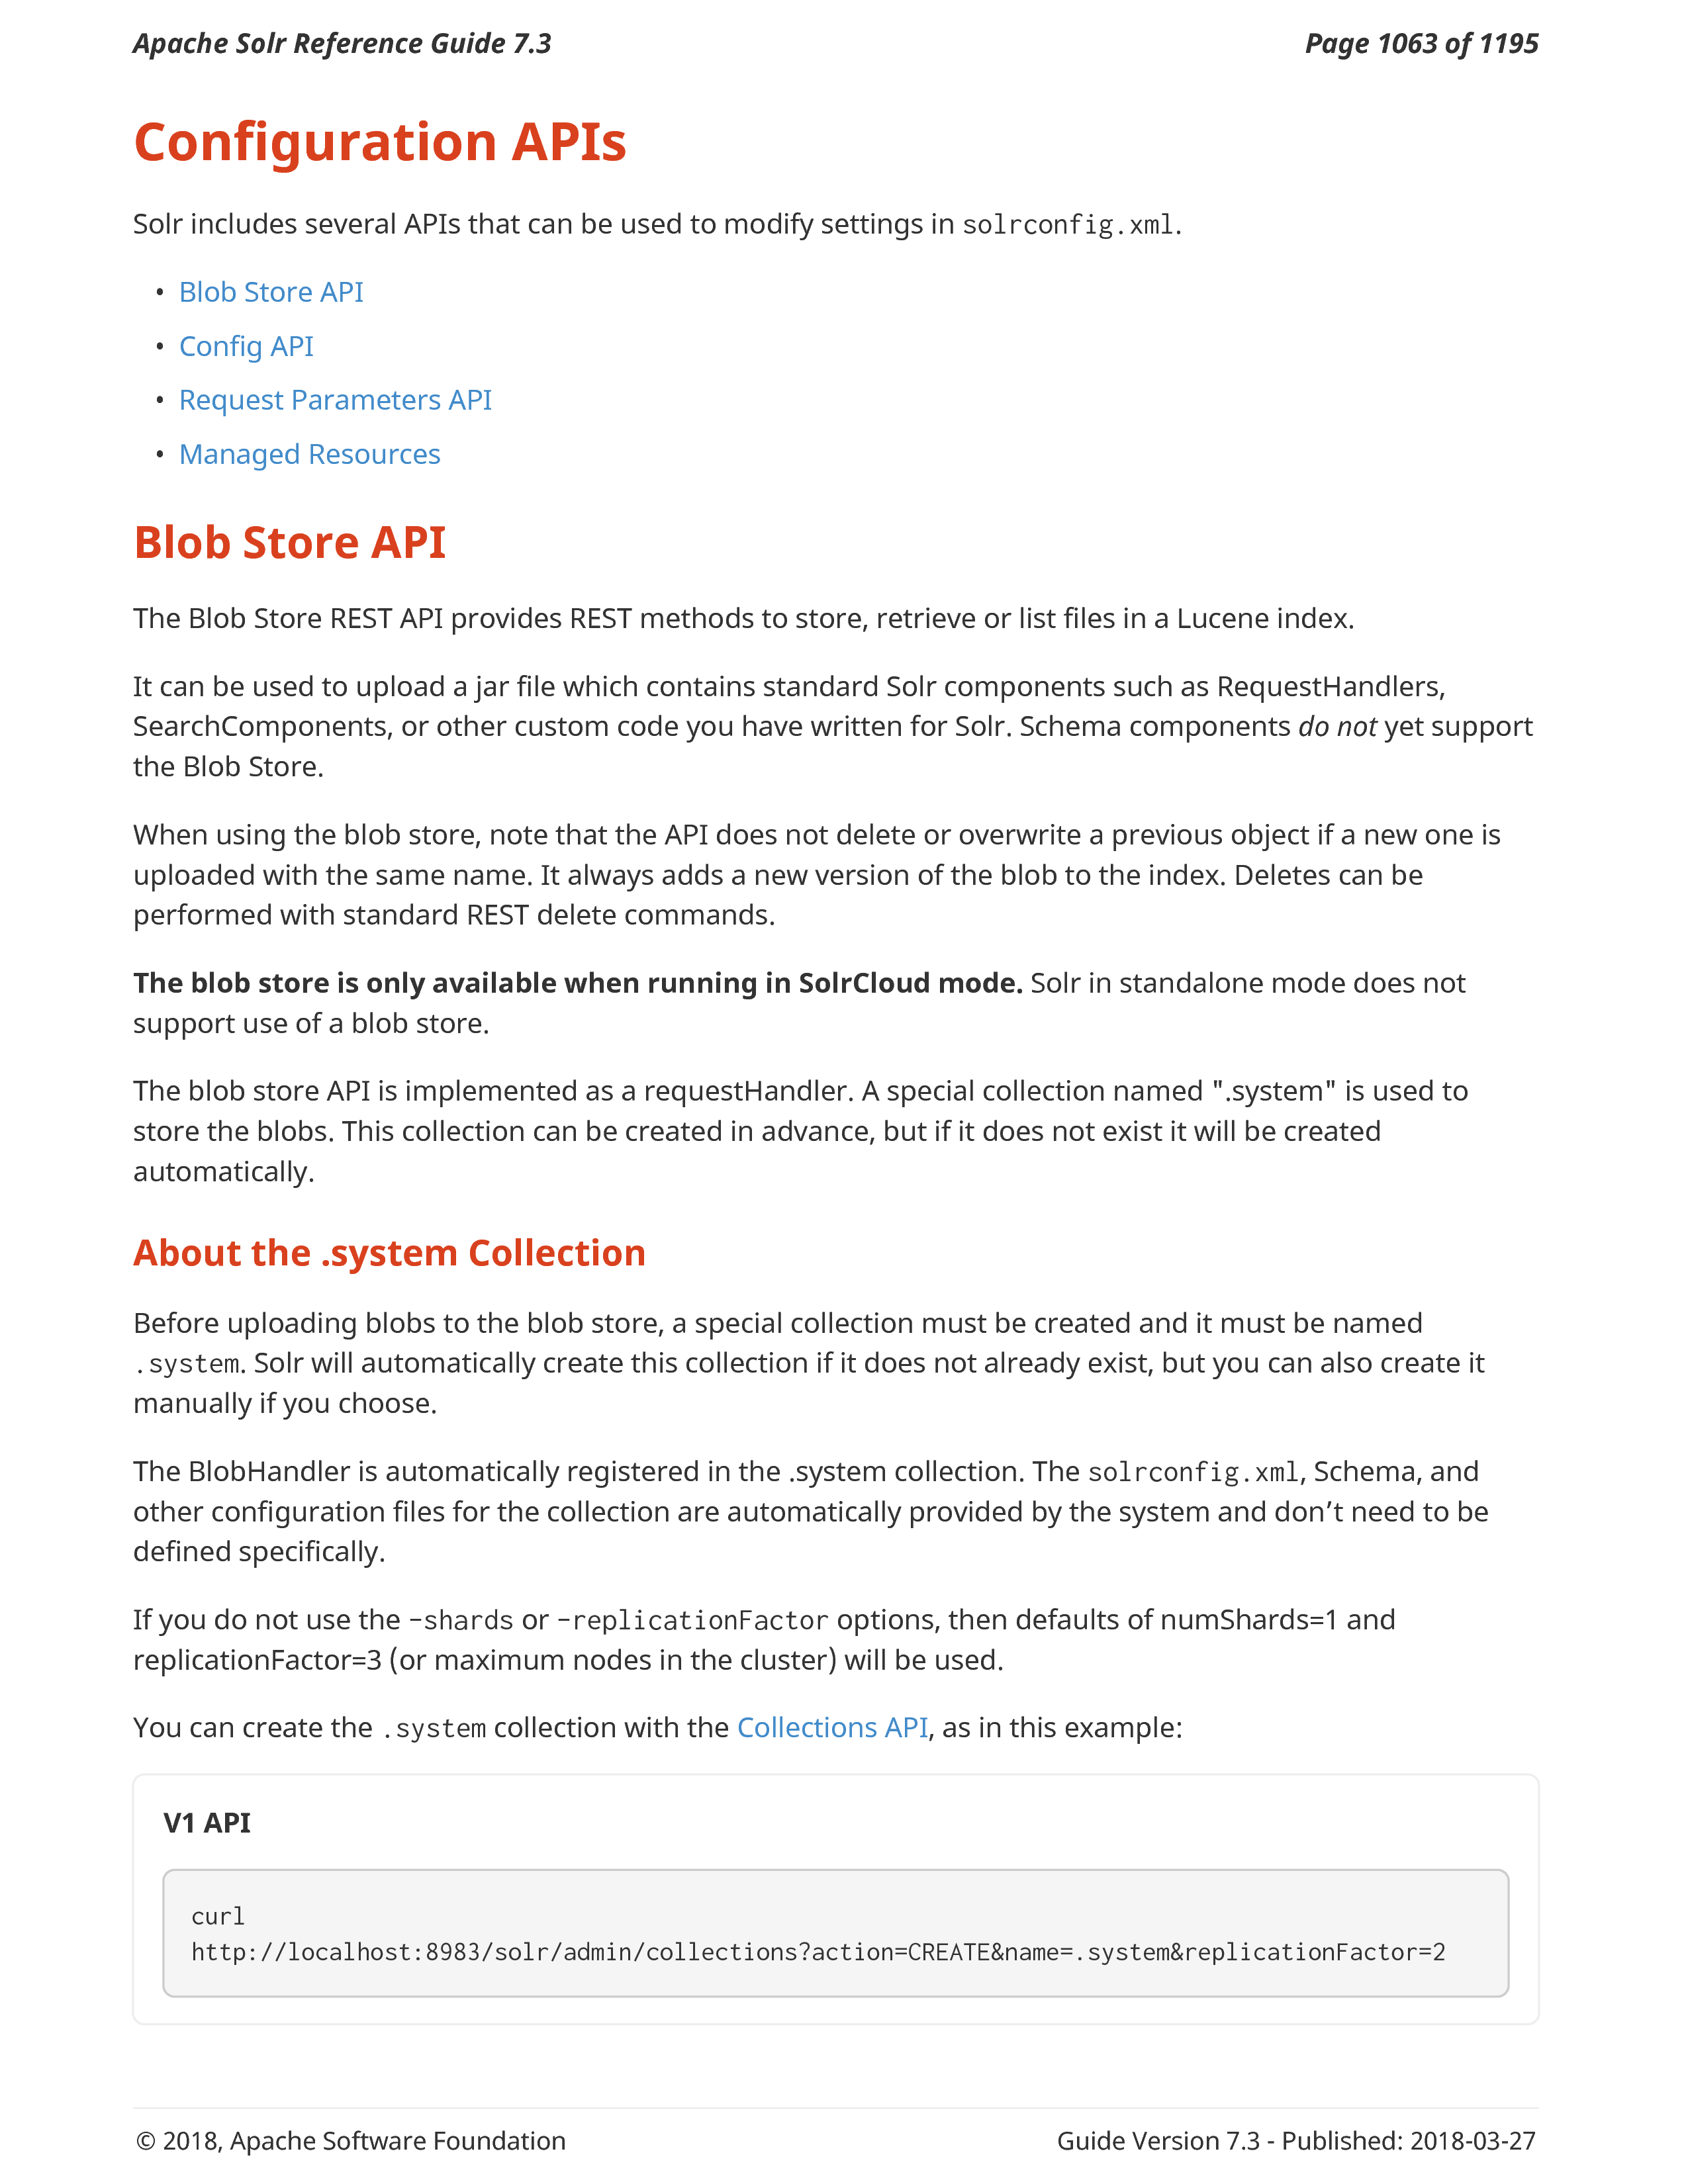 Apache Solr Reference Guide 7.3 Page 1063 of 1195
Configuration APIs
Solr includes several APIs that can be used to modify settings in solrconfig.xml.
• Blob Store API
• Config API
• Request Parameters API
• Managed Resources
Blob Store API
The Blob Store REST API provides REST methods to store, retrieve or list files in a Lucene index.
It can be used to upload a jar file which contains standard Solr components such as RequestHandlers,
SearchComponents, or other custom code you have written for Solr. Schema components do not yet support
the Blob Store.
When using the blob store, note that the API does not delete or overwrite a previous object if a new one is
uploaded with the same name. It always adds a new version of the blob to the index. Deletes can be
performed with standard REST delete commands.
The blob store is only available when running in SolrCloud mode. Solr in standalone mode does not
support use of a blob store.
The blob store API is implemented as a requestHandler. A special collection named ".system" is used to
store the blobs. This collection can be created in advance, but if it does not exist it will be created
automatically.
About the .system Collection
Before uploading blobs to the blob store, a special collection must be created and it must be named
.system. Solr will automatically create this collection if it does not already exist, but you can also create it
manually if you choose.
The BlobHandler is automatically registered in the .system collection. The solrconfig.xml, Schema, and
other configuration files for the collection are automatically provided by the system and don’t need to be
defined specifically.
If you do not use the -shards or -replicationFactor options, then defaults of numShards=1 and
replicationFactor=3 (or maximum nodes in the cluster) will be used.
You can create the .system collection with the Collections API, as in this example:
V1 API
curl
http://localhost:8983/solr/admin/collections?action=CREATE&name=.system&replicationFactor=2
© 2018, Apache Software Foundation Guide Version 7.3 - Published: 2018-03-27